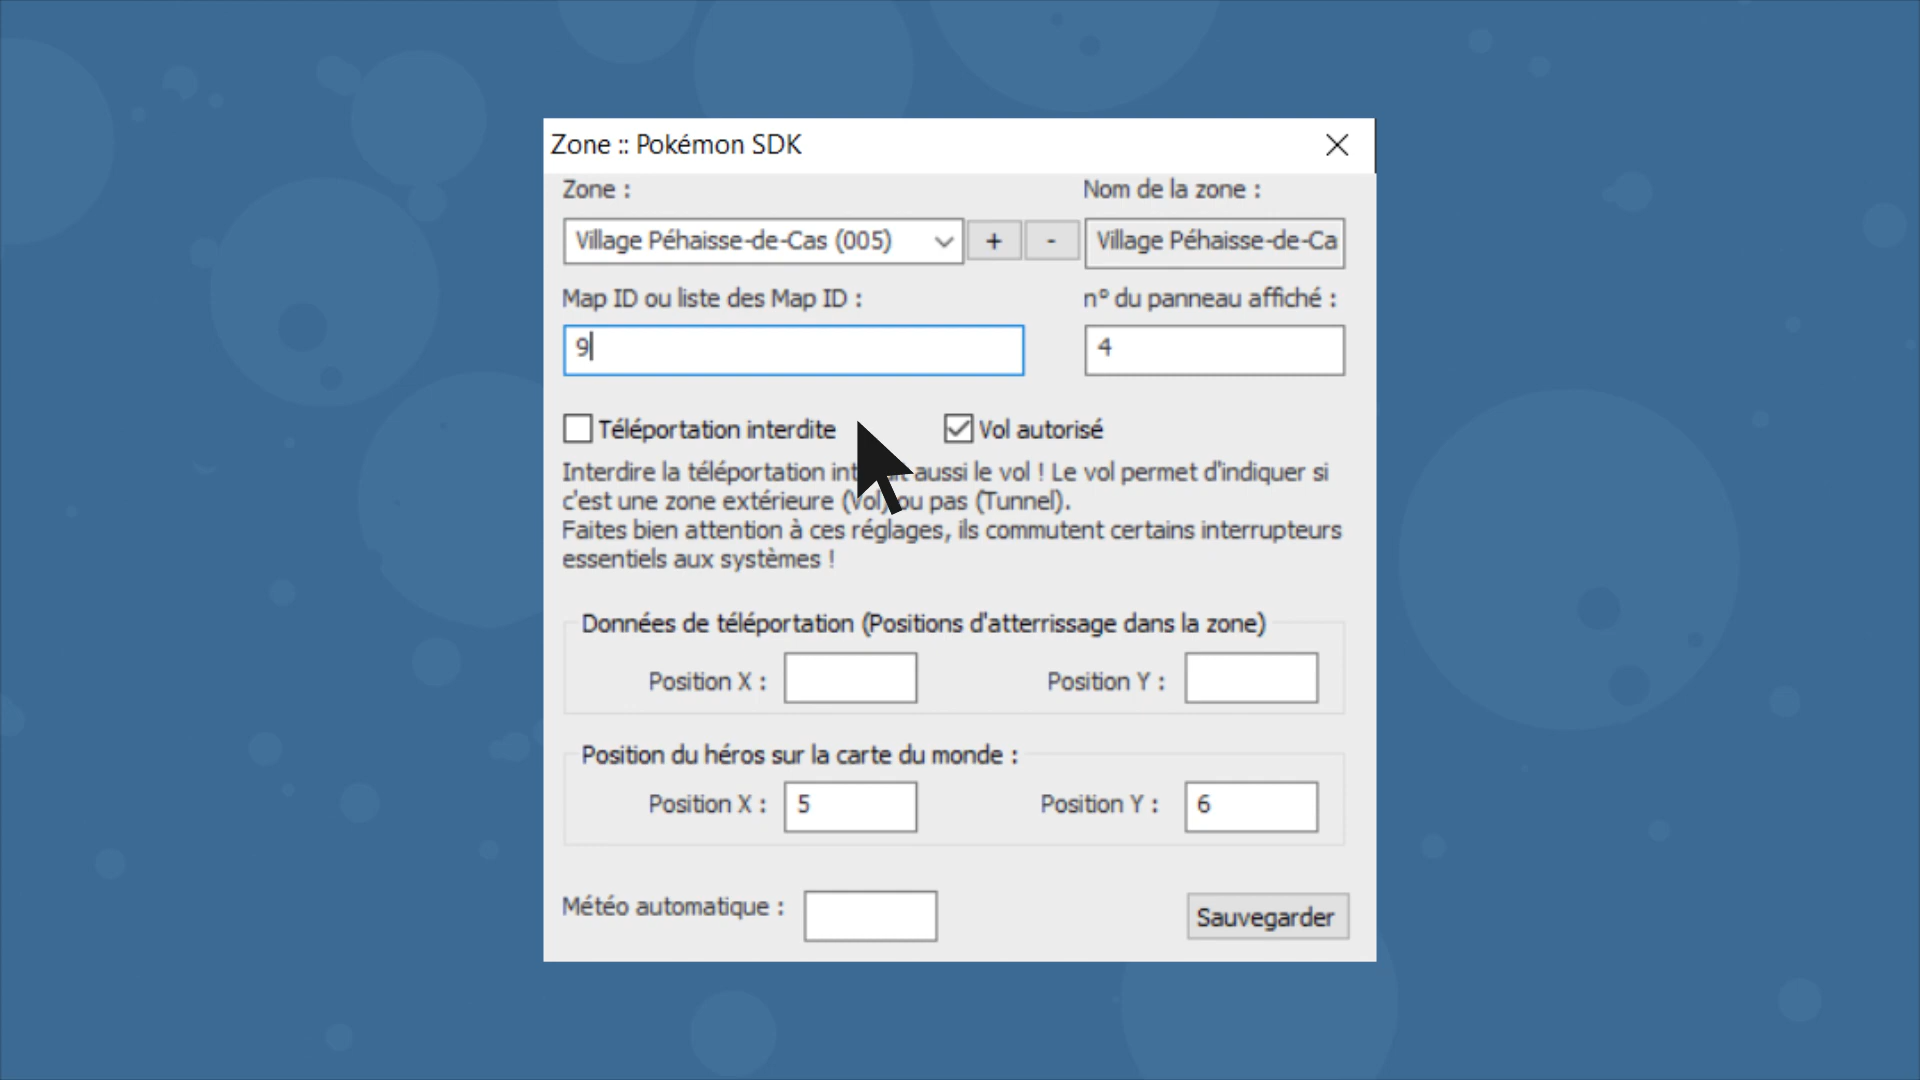 Zone :: Pokémon SDK
Zone :
Nom de la zone :
Village Péhaisse-de-Cas (005)
+
-
Village Péhaisse-de-Ca
Map ID ou liste des Map ID :
n° du panneau affiché :
9
4
Téléportation interdite
Vol autorisé
Interdire la téléportation aussi le vol ! Le vol permet d'indiquer si
c'est une zone extérieure (Vol) ou pas (Tunnel).
Faites bien attention à ces réglages, ils commutent certains interrupteurs
essentiels aux systèmes !
Données de téléportation (Positions d'atterrissage dans la zone)
Position X :
Position Y :
Position du héros sur la carte du monde :
Position X :
5
Position Y :
6
Météo automatique :
Sauvegarder